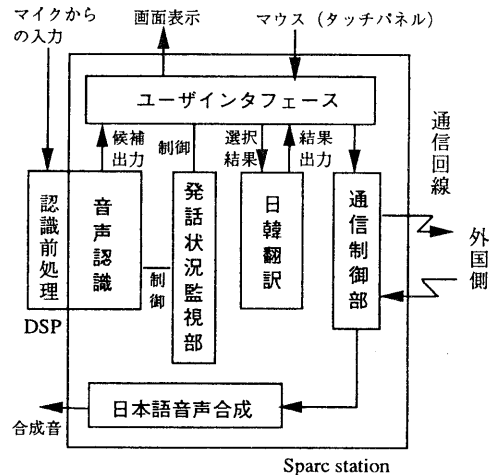 マイクから
の入力
画面表示
マウス（タッチパネル）
ユーザインタフェース
候補
出力
制御
選択
結果
結果
出力
通信回線
認識前処理
音声認識
制御
発話状況監視部
日韓翻訳
通信制御部
外国側
DSP
日本語音声合成
合成音
Sparc station